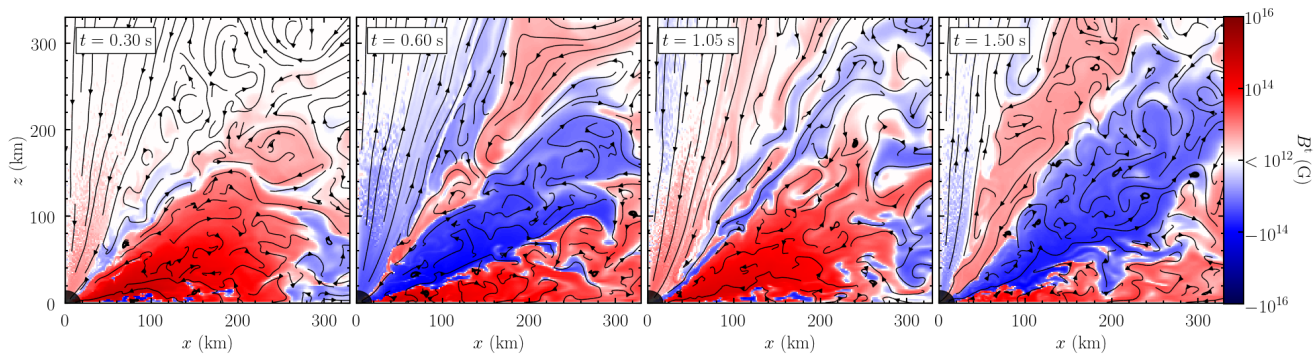 t = 0.30 s
t = 0.60 s
t = 1.05 s
t = 1.50 s
300
200
100
0
z (km)
0 100 200 300
0 100 200 300
0 100 200 300
0 100 200 300
x (km)
x (km)
x (km)
x (km)
10^16
10^14
< 10^12
−10^14
−10^16
B^t (G)